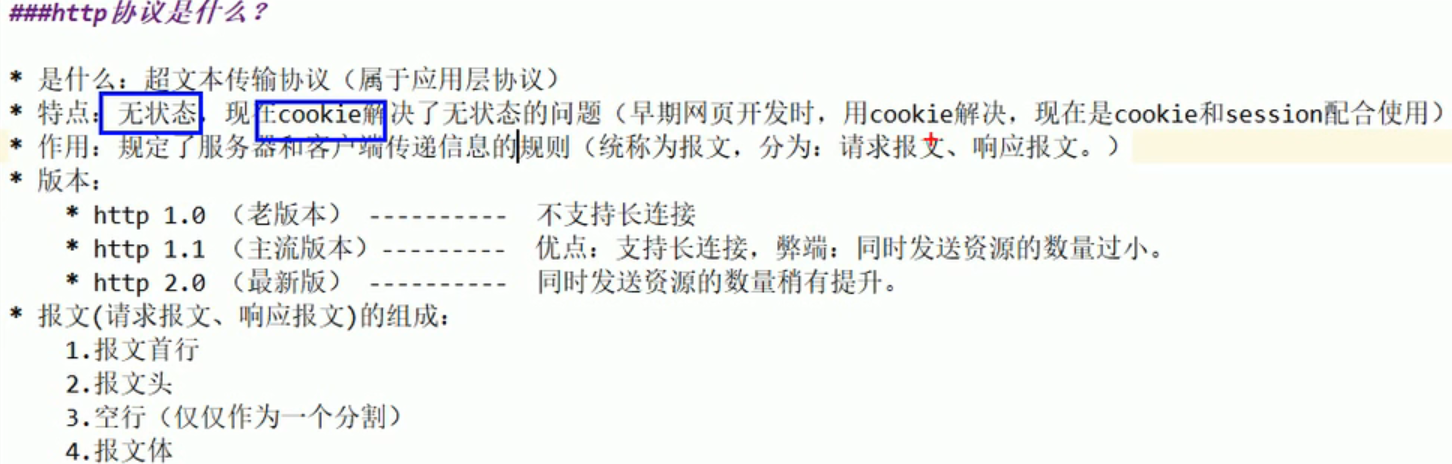 ###http协议是什么？
* 是什么：超文本传输协议（属于应用层协议）
* 特点：无状态，现在cookie解决了无状态的问题（早期网页开发时，用cookie解决，现在是cookie和session配合使用）
* 作用：规定了服务器和客户端传递信息的规则（统称为报文，分为：请求报文、响应报文。）
* 版本：
* http 1.0 （老版本） ---------- 不支持长连接
* http 1.1 （主流版本）--------- 优点：支持长连接，弊端：同时发送资源的数量过小。
* http 2.0 （最新版） ---------- 同时发送资源的数量稍有提升。
* 报文(请求报文、响应报文)的组成：
1.报文首行
2.报文头
3.空行（仅仅作为一个分割）
4.报文体